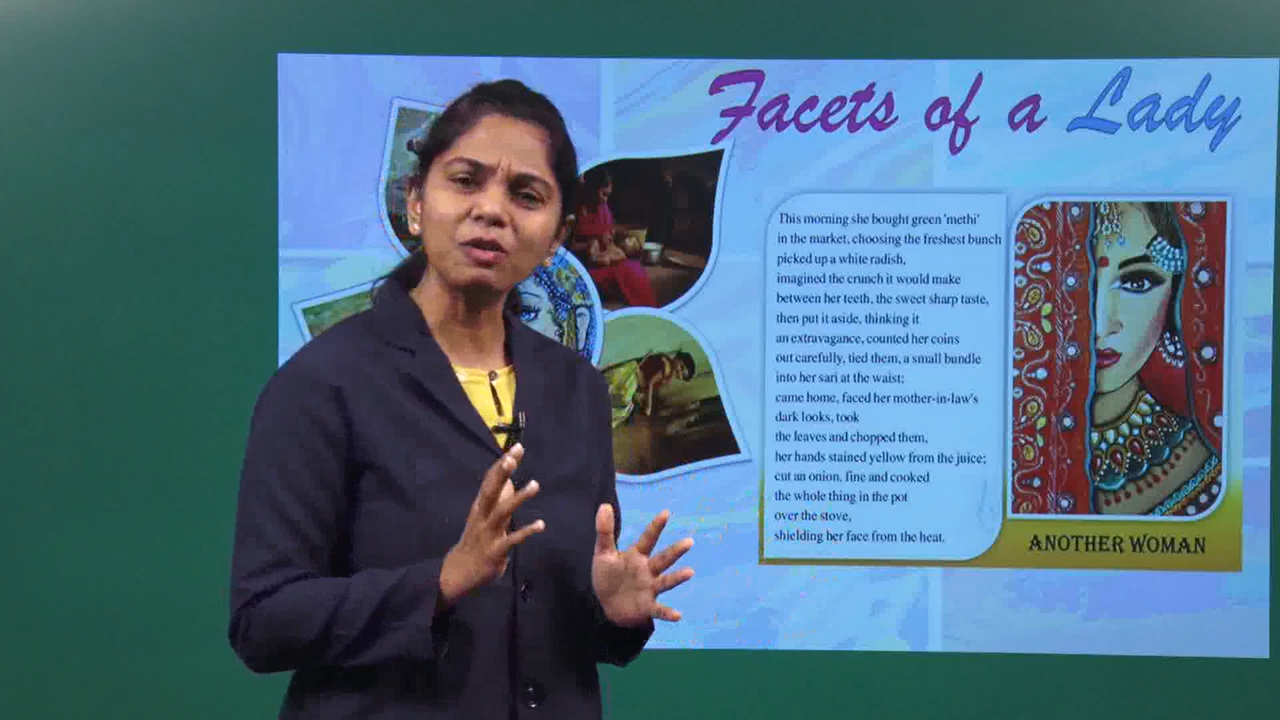 Facets of a Lady
This morning she bought green 'methi'
in the market, choosing the freshest bunch
picked up a white radish,
imagined the crunch it would make
between her teeth, the sweet sharp taste,
then put it aside, thinking it
an extravagance, counted her coins
out carefully, tied them, a small bundle
into her sari at the waist;
came home, faced her mother-in-law's
dark looks, took
the leaves and chopped them,
her hands stained yellow from the juice;
cut an onion, fine and cooked
the whole thing in the pot
over the stove,
shielding her face from the heat.
ANOTHER WOMAN